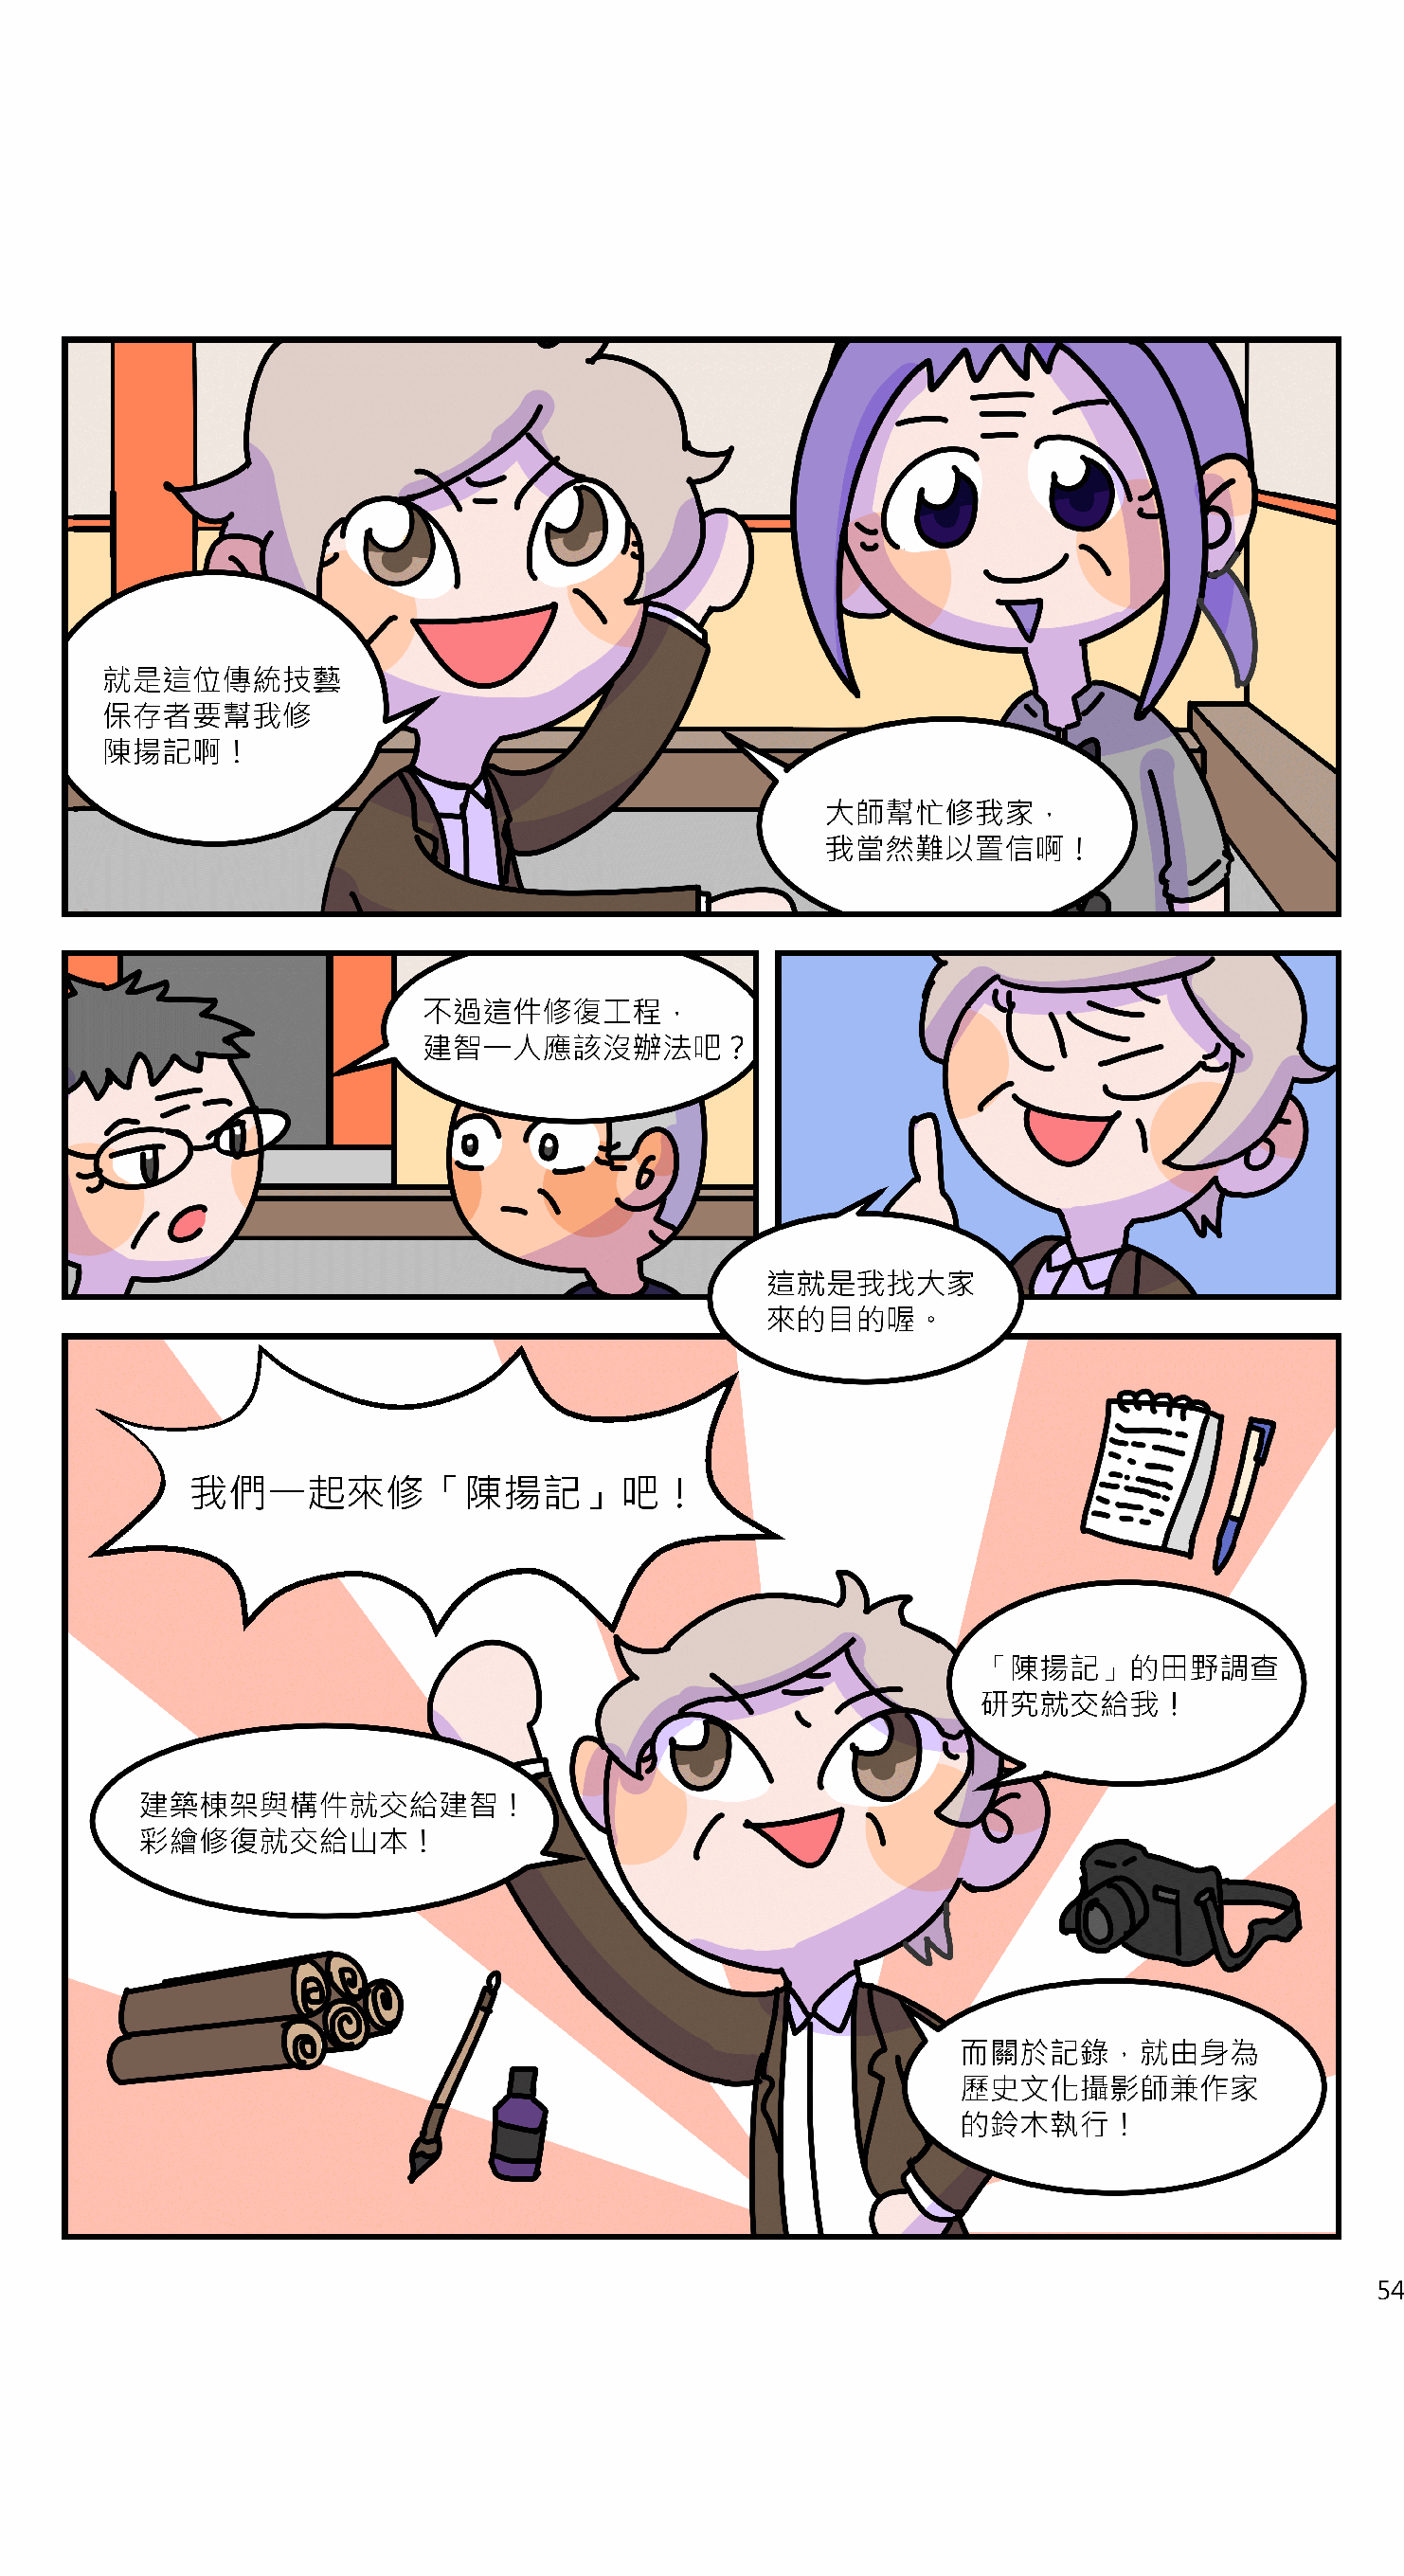 就是這位傳統技藝
保存者要幫我修
陳揚記啊！
大師幫忙修我家，
我當然難以置信啊！
不過這件修復工程，
建智一人應該沒辦法吧？
這就是我找大家
來的目的喔。
我們一起來修「陳揚記」吧！
「陳揚記」的田野調查
研究就交給我！
建築棟架與構件就交給建智！
彩繪修復就交給山本！
而關於記錄，就由身為
歷史文化攝影師兼作家
的鈴木執行！
54